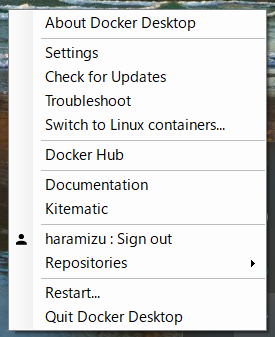 About Docker Desktop
Settings
Check for Updates
Troubleshoot
Switch to Linux containers...
Docker Hub
Documentation
Kitematic
haramizu : Sign out
Repositories
Restart...
Quit Docker Desktop